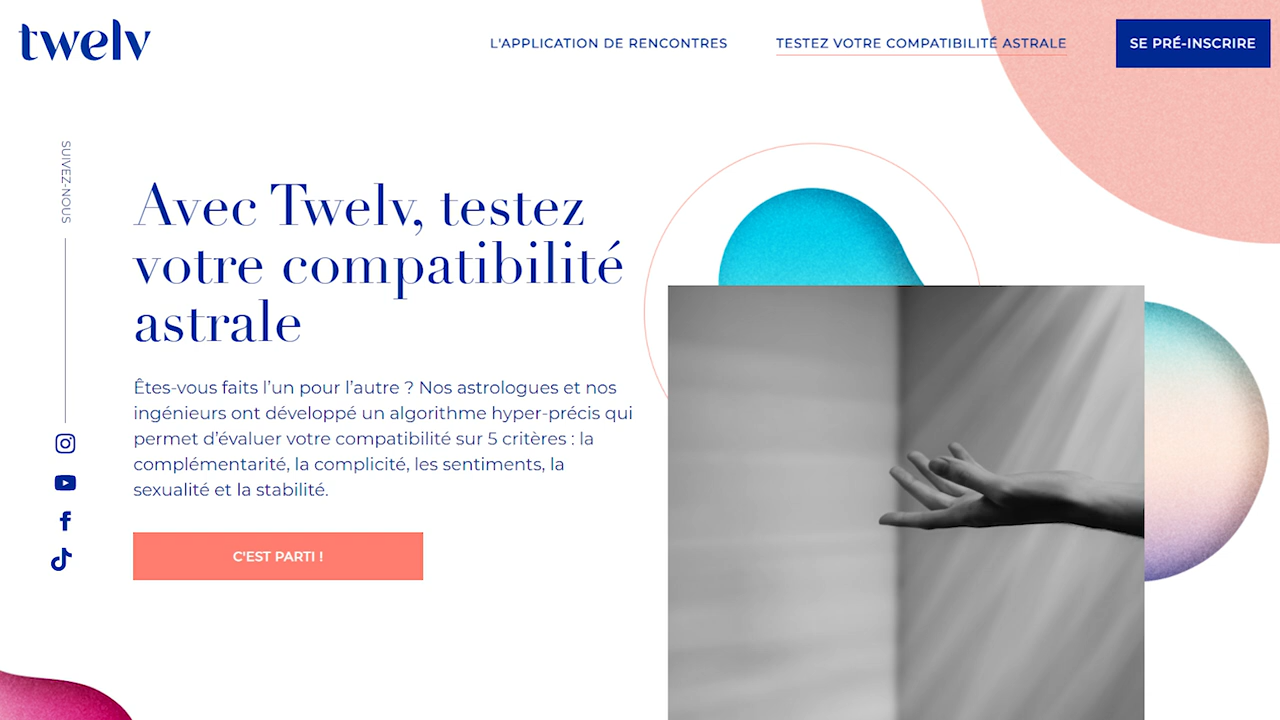 twelv
L'APPLICATION DE RENCONTRES
TESTEZ VOTRE COMPATIBILITÉ ASTRALE
SE PRÉ-INSCRIRE
SUIVEZ-NOUS
Avec Twelv, testez
votre compatibilité
astrale
Êtes-vous faits l’un pour l’autre ? Nos astrologues et nos
ingénieurs ont développé un algorithme hyper-précis qui
permet d’évaluer votre compatibilité sur 5 critères : la
complémentarité, la complicité, les sentiments, la
sexualité et la stabilité.
C'EST PARTI !